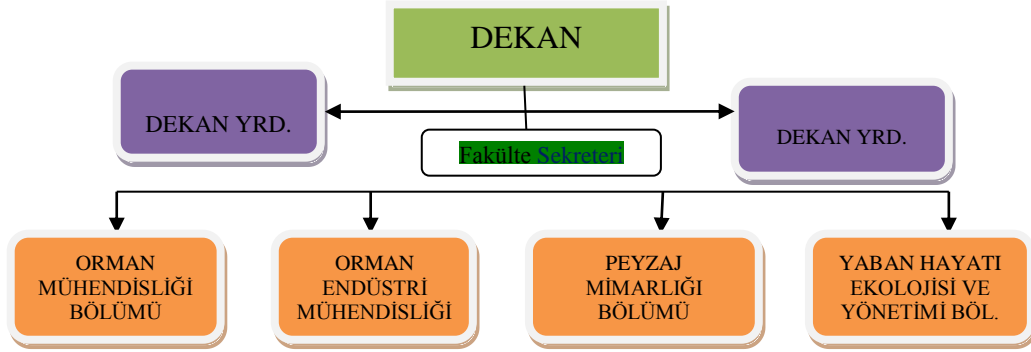 DEKAN
DEKAN YRD.
DEKAN YRD.
Fakülte Sekreteri
ORMAN
MÜHENDİSLİĞİ
BÖLÜMÜ
ORMAN
ENDÜSTRİ
MÜHENDİSLİĞİ
PEYZAJ
MİMARLIĞI
BÖLÜMÜ
YABAN HAYATI
EKOLOJİSİ VE
YÖNETİMİ BÖL.